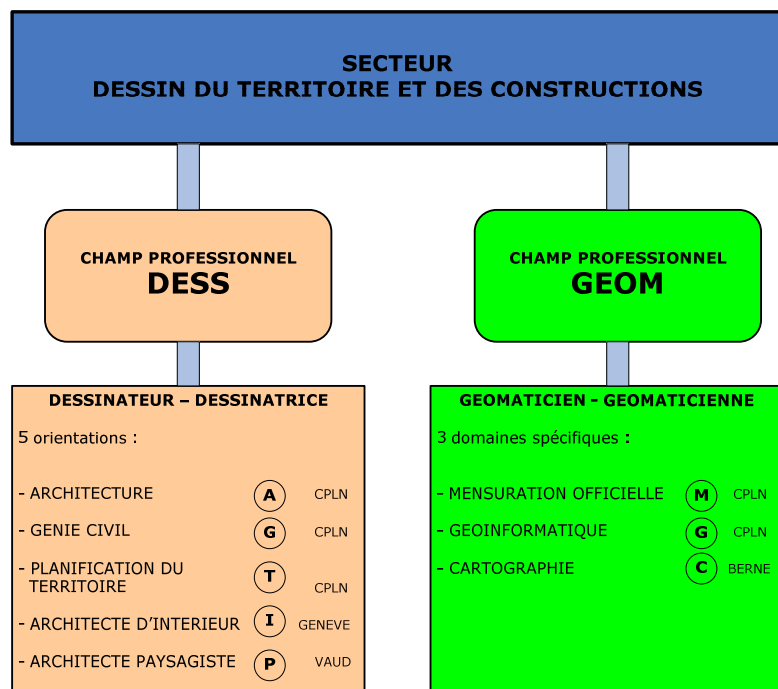 SECTEUR
DESSIN DU TERRITOIRE ET DES CONSTRUCTIONS
CHAMP PROFESSIONNEL
DESS
DESSINATEUR – DESSINATRICE
5 orientations :
- ARCHITECTURE A CPLN
- GENIE CIVIL G CPLN
- PLANIFICATION DU
TERRITOIRE T CPLN
- ARCHITECTE D'INTERIEUR I GENEVE
- ARCHITECTE PAYSAGISTE P VAUD
CHAMP PROFESSIONNEL
GEOM
GEOMATICIEN - GEOMATICIENNE
3 domaines spécifiques :
- MENSURATION OFFICIELLE M CPLN
- GEOINFORMATIQUE G CPLN
- CARTOGRAPHIE C BERNE